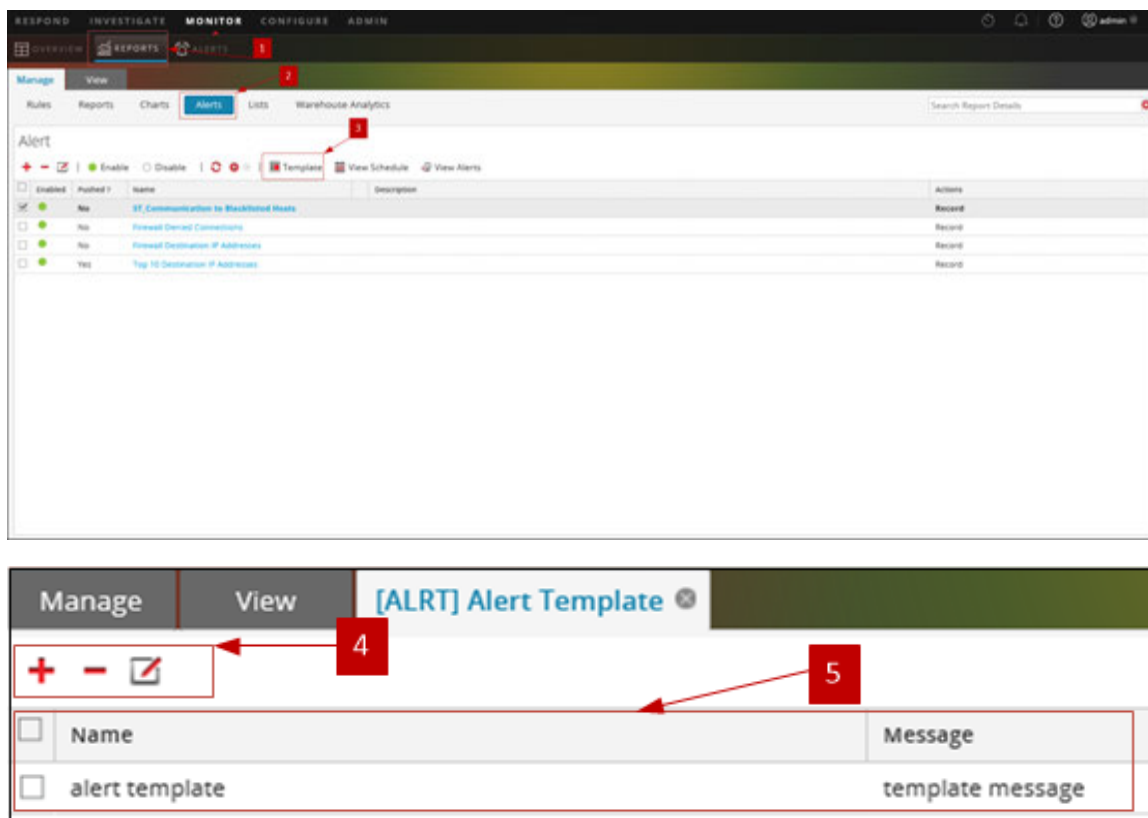 RESPOND INVESTIGATE MONITOR CONFIGURE ADMIN admin
OVERVIEW REPORTS ALERTS 1
Manage View 2
Rules Reports Charts Alerts Lists Warehouse Analytics Search Report Details
3
Alert
Enable Disable Template View Schedule View Alerts
Enabled Pushed ? Name Description Actions
No ST_Communication to Blacklisted Hosts Record
No Firewall Denied Connections Record
No Firewall Destination IP Addresses Record
Yes Top 10 Destination IP Addresses Record
Manage View [ALRT] Alert Template
4
5
Name Message
alert template template message